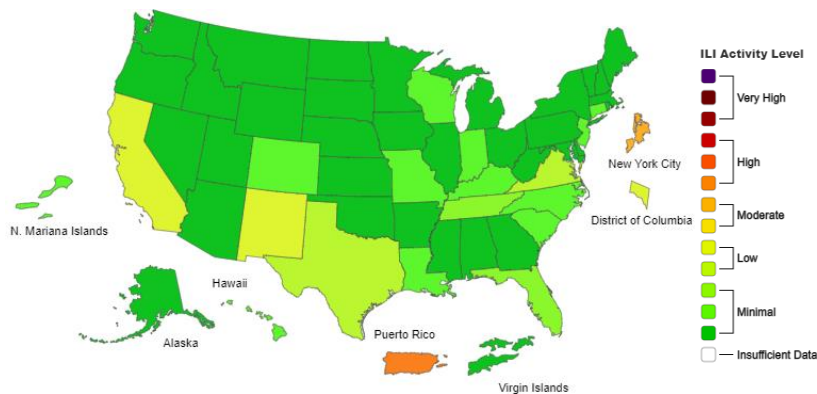 ILI Activity Level
Very High
High
Moderate
Low
Minimal
Insufficient Data
New York City
District of Columbia
N. Mariana Islands
Hawaii
Alaska
Puerto Rico
Virgin Islands